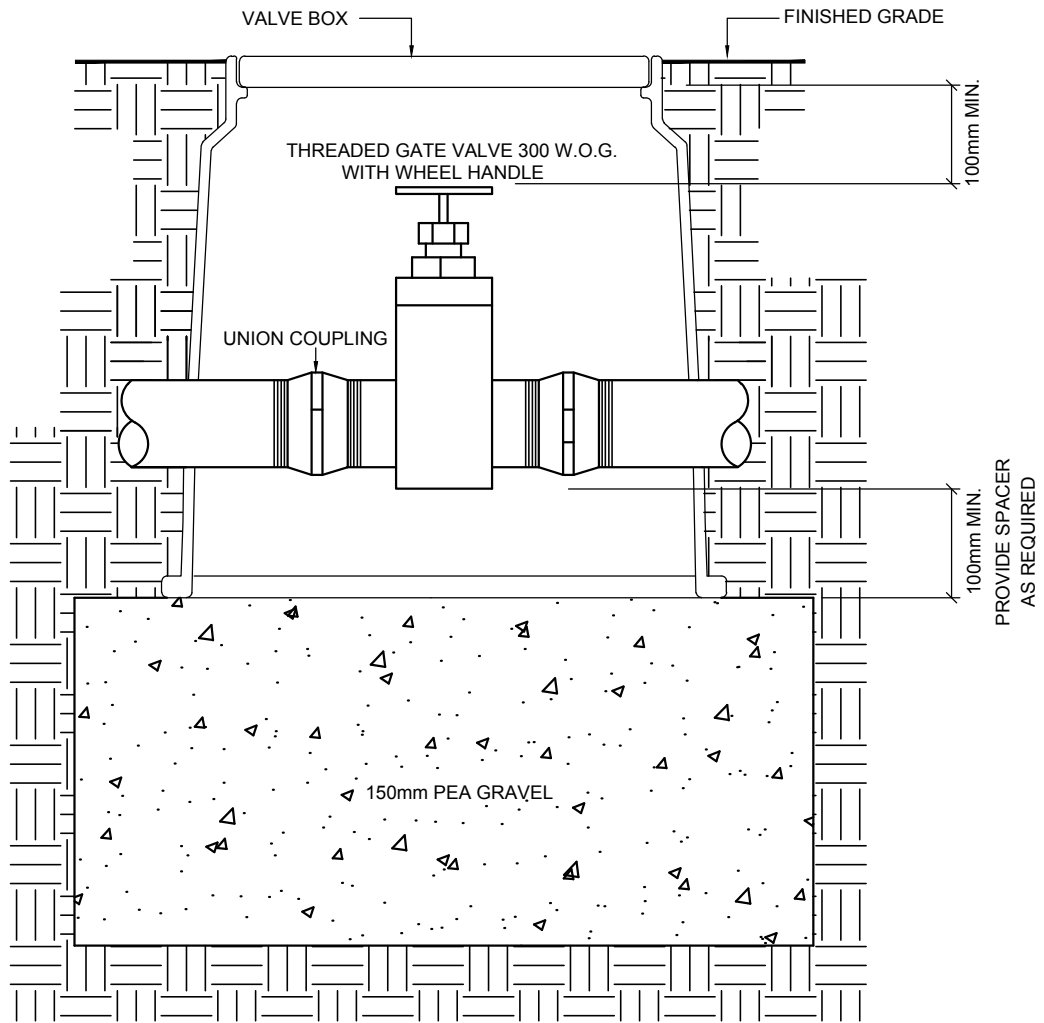 VALVE BOX
FINISHED GRADE
100mm MIN.
THREADED GATE VALVE 300 W.O.G.
WITH WHEEL HANDLE
UNION COUPLING
100mm MIN.
PROVIDE SPACER
AS REQUIRED
150mm PEA GRAVEL